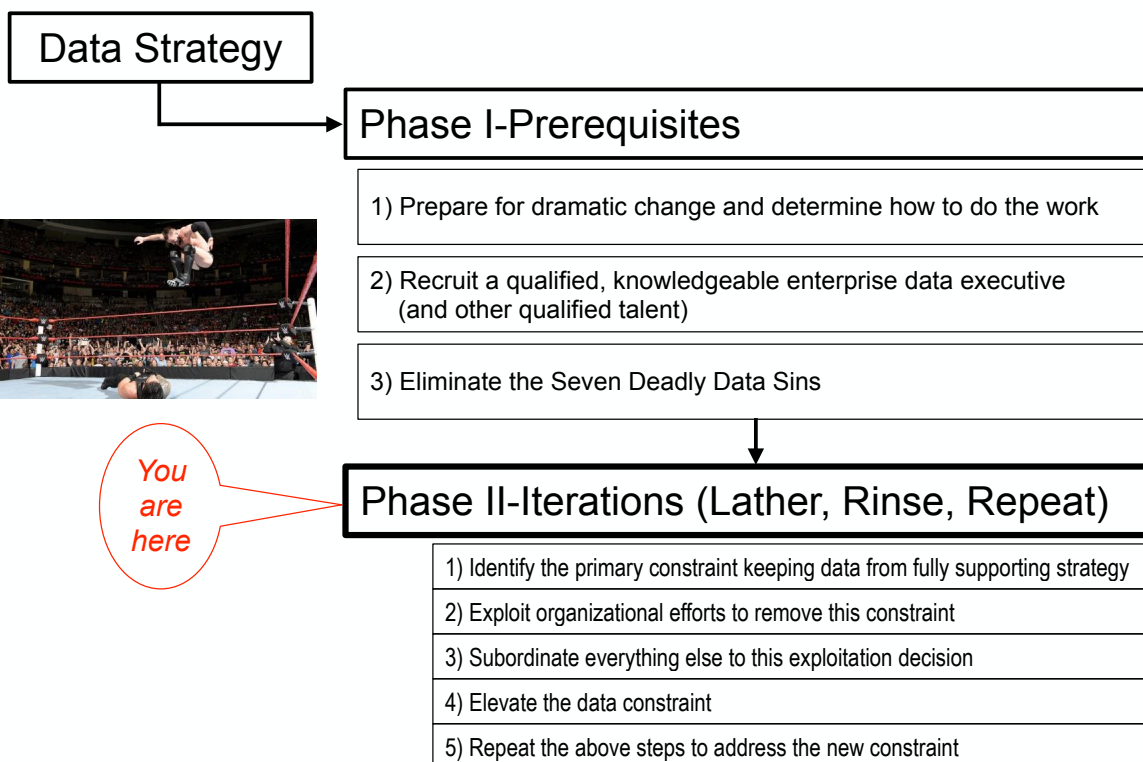 Data Strategy
Phase I-Prerequisites
1) Prepare for dramatic change and determine how to do the work
2) Recruit a qualified, knowledgeable enterprise data executive
(and other qualified talent)
3) Eliminate the Seven Deadly Data Sins
You
are
here
Phase II-Iterations (Lather, Rinse, Repeat)
1) Identify the primary constraint keeping data from fully supporting strategy
2) Exploit organizational efforts to remove this constraint
3) Subordinate everything else to this exploitation decision
4) Elevate the data constraint
5) Repeat the above steps to address the new constraint